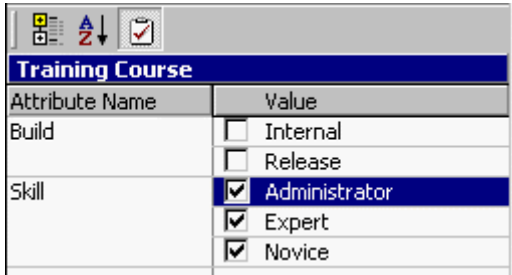 A
Z
Training Course
Attribute Name Value
Build Internal
Release
Skill Administrator
Expert
Novice